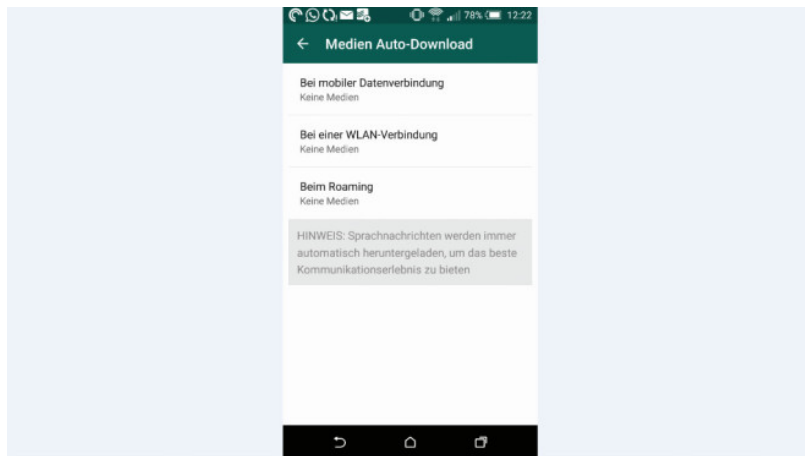 78% 12:22
Medien Auto-Download
Bei mobiler Datenverbindung
Keine Medien
Bei einer WLAN-Verbindung
Keine Medien
Beim Roaming
Keine Medien
HINWEIS: Sprachnachrichten werden immer
automatisch heruntergeladen, um das beste
Kommunikationserlebnis zu bieten